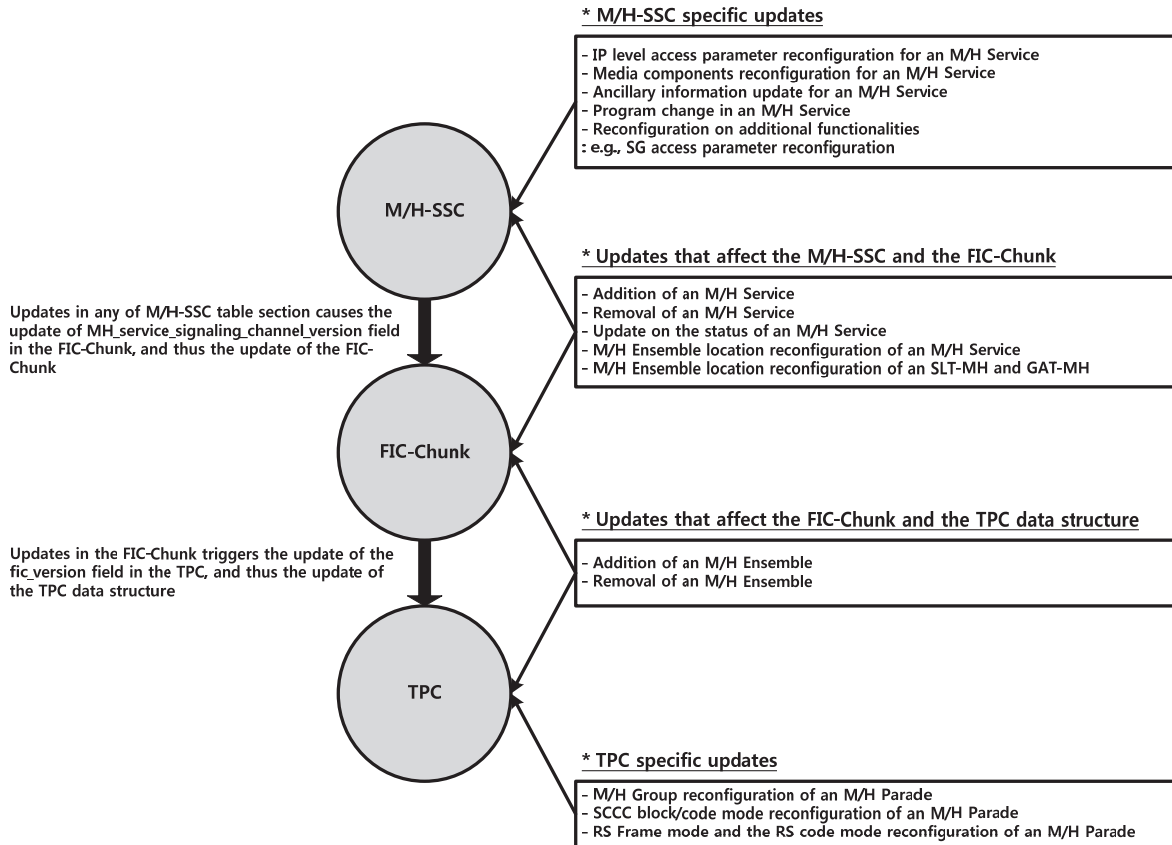 * M/H-SSC specific updates
- IP level access parameter reconfiguration for an M/H Service
- Media components reconfiguration for an M/H Service
- Ancillary information update for an M/H Service
- Program change in an M/H Service
- Reconfiguration on additional functionalities
: e.g., SG access parameter reconfiguration
M/H-SSC
* Updates that affect the M/H-SSC and the FIC-Chunk
- Addition of an M/H Service
- Removal of an M/H Service
- Update on the status of an M/H Service
- M/H Ensemble location reconfiguration of an M/H Service
- M/H Ensemble location reconfiguration of an SLT-MH and GAT-MH
Updates in any of M/H-SSC table section causes the
update of MH_service_signaling_channel_version field
in the FIC-Chunk, and thus the update of the FIC-
Chunk
FIC-Chunk
* Updates that affect the FIC-Chunk and the TPC data structure
- Addition of an M/H Ensemble
- Removal of an M/H Ensemble
Updates in the FIC-Chunk triggers the update of the
fic_version field in the TPC, and thus the update of
the TPC data structure
TPC
* TPC specific updates
- M/H Group reconfiguration of an M/H Parade
- SCCC block/code mode reconfiguration of an M/H Parade
- RS Frame mode and the RS code mode reconfiguration of an M/H Parade